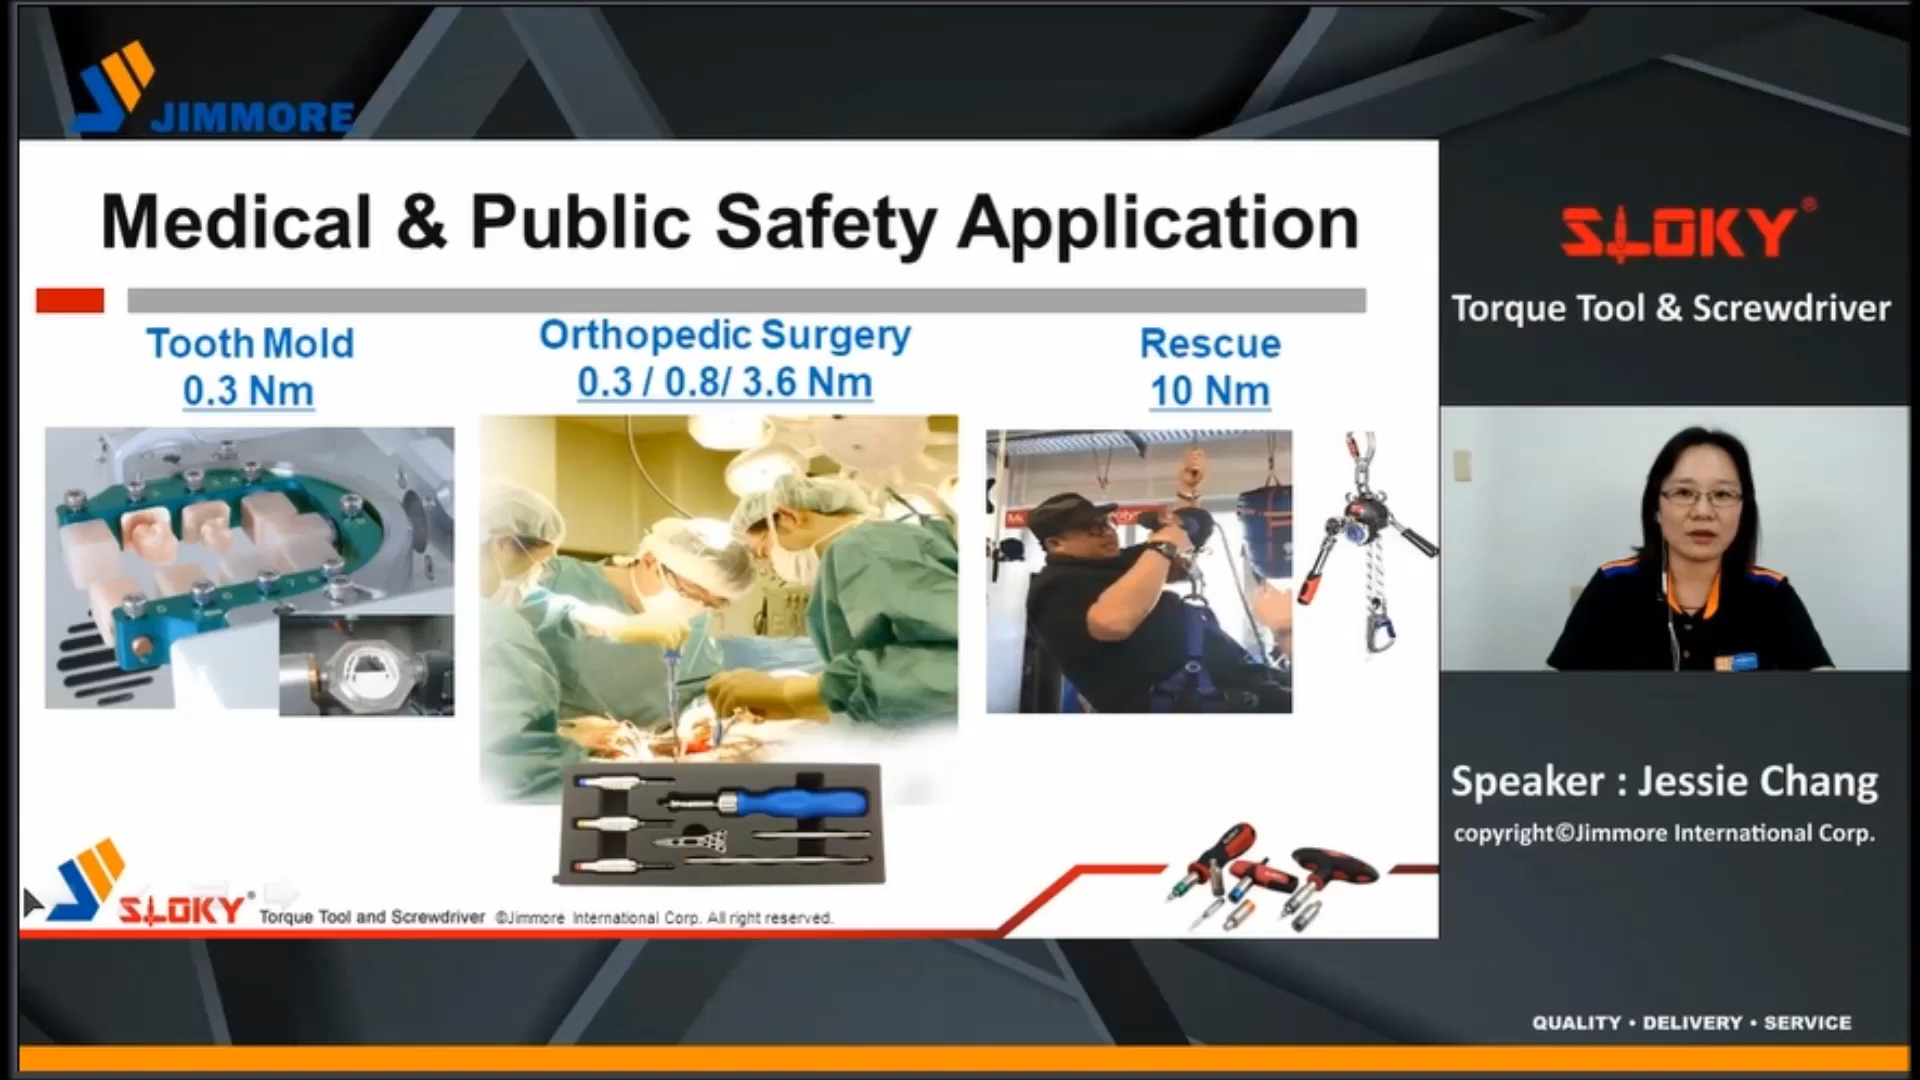 JIMMORE
Medical & Public Safety Application
Tooth Mold
0.3 Nm
Orthopedic Surgery
0.3 / 0.8/ 3.6 Nm
Rescue
10 Nm
SLOKY® Torque Tool and Screwdriver ©Jimmore International Corp. All right reserved.
SLOKY®
Torque Tool & Screwdriver
Speaker : Jessie Chang
copyright©Jimmore International Corp.
QUALITY • DELIVERY • SERVICE